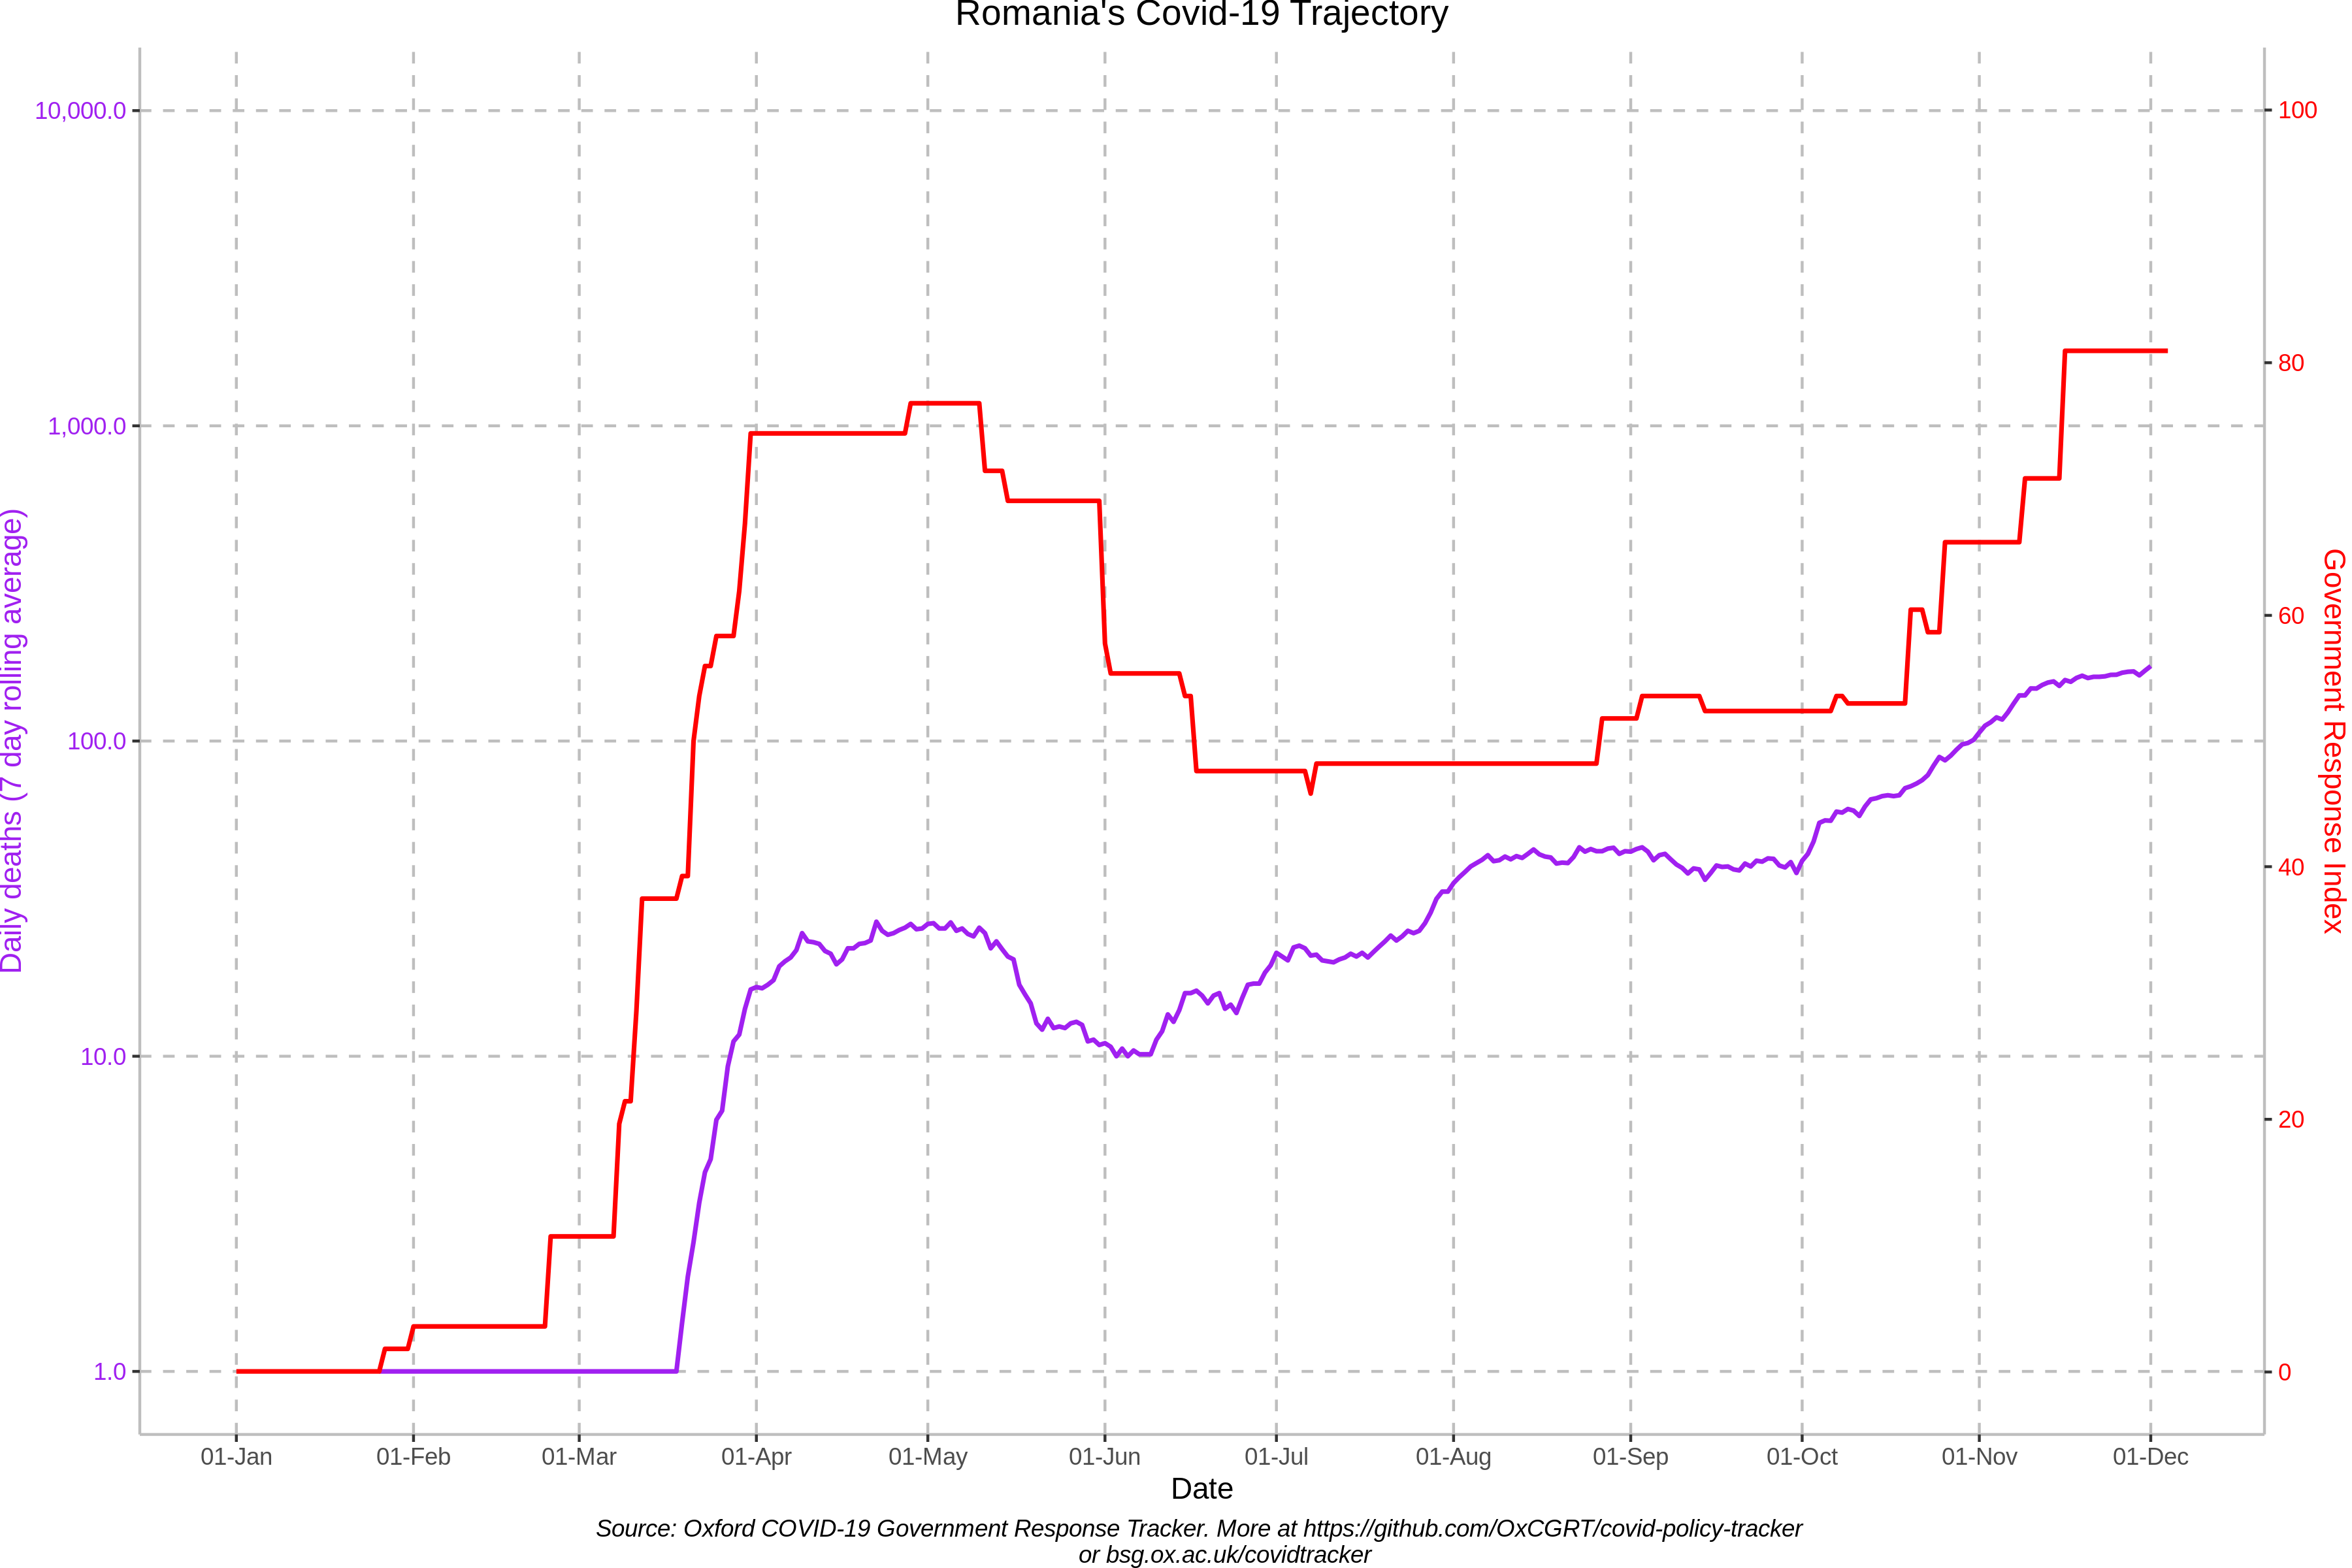 Romania's Covid-19 Trajectory
10,000.0
1,000.0
100.0
10.0
1.0
Daily deaths (7 day rolling average)
100
80
60
40
20
0
Government Response Index
01-Jan 01-Feb 01-Mar 01-Apr 01-May 01-Jun 01-Jul 01-Aug 01-Sep 01-Oct 01-Nov 01-Dec
Date
Source: Oxford COVID-19 Government Response Tracker. More at https://github.com/OxCGRT/covid-policy-tracker
or bsg.ox.ac.uk/covidtracker